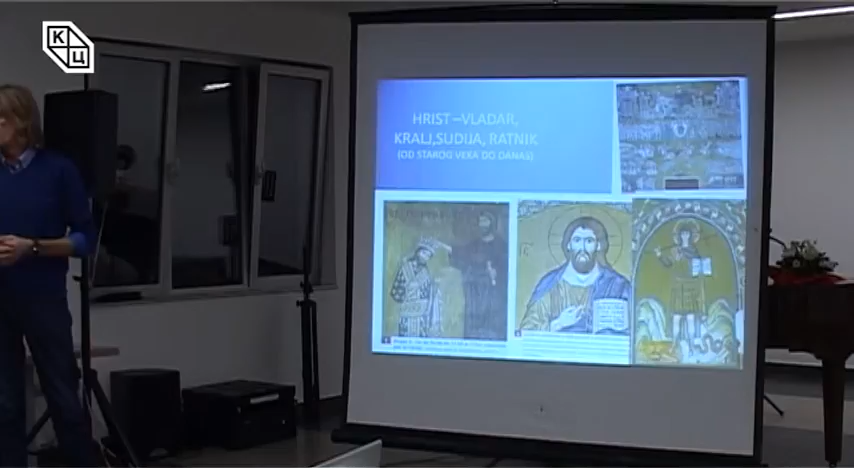 К
Ц
HRIST –VLADAR,
KRALJ,SUDIJA, RATNIK
(OD STAROG VEKA DO DANAS)